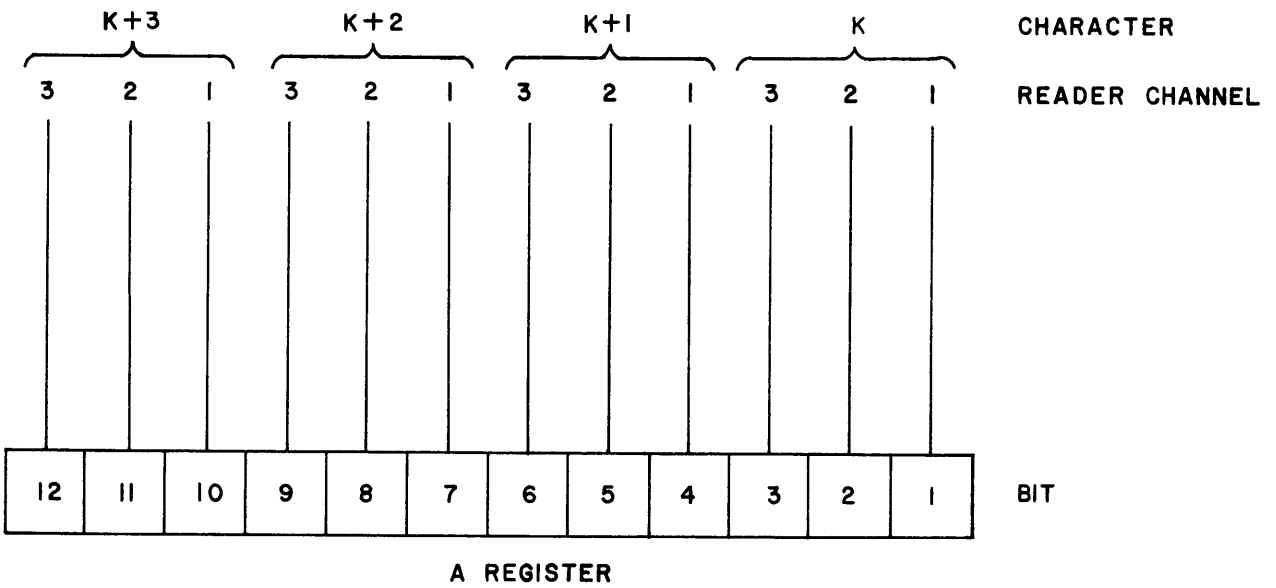 K+3 K+2 K+1 K CHARACTER
3 2 1 3 2 1 3 2 1 3 2 1 READER CHANNEL
12 11 10 9 8 7 6 5 4 3 2 1 BIT
A REGISTER